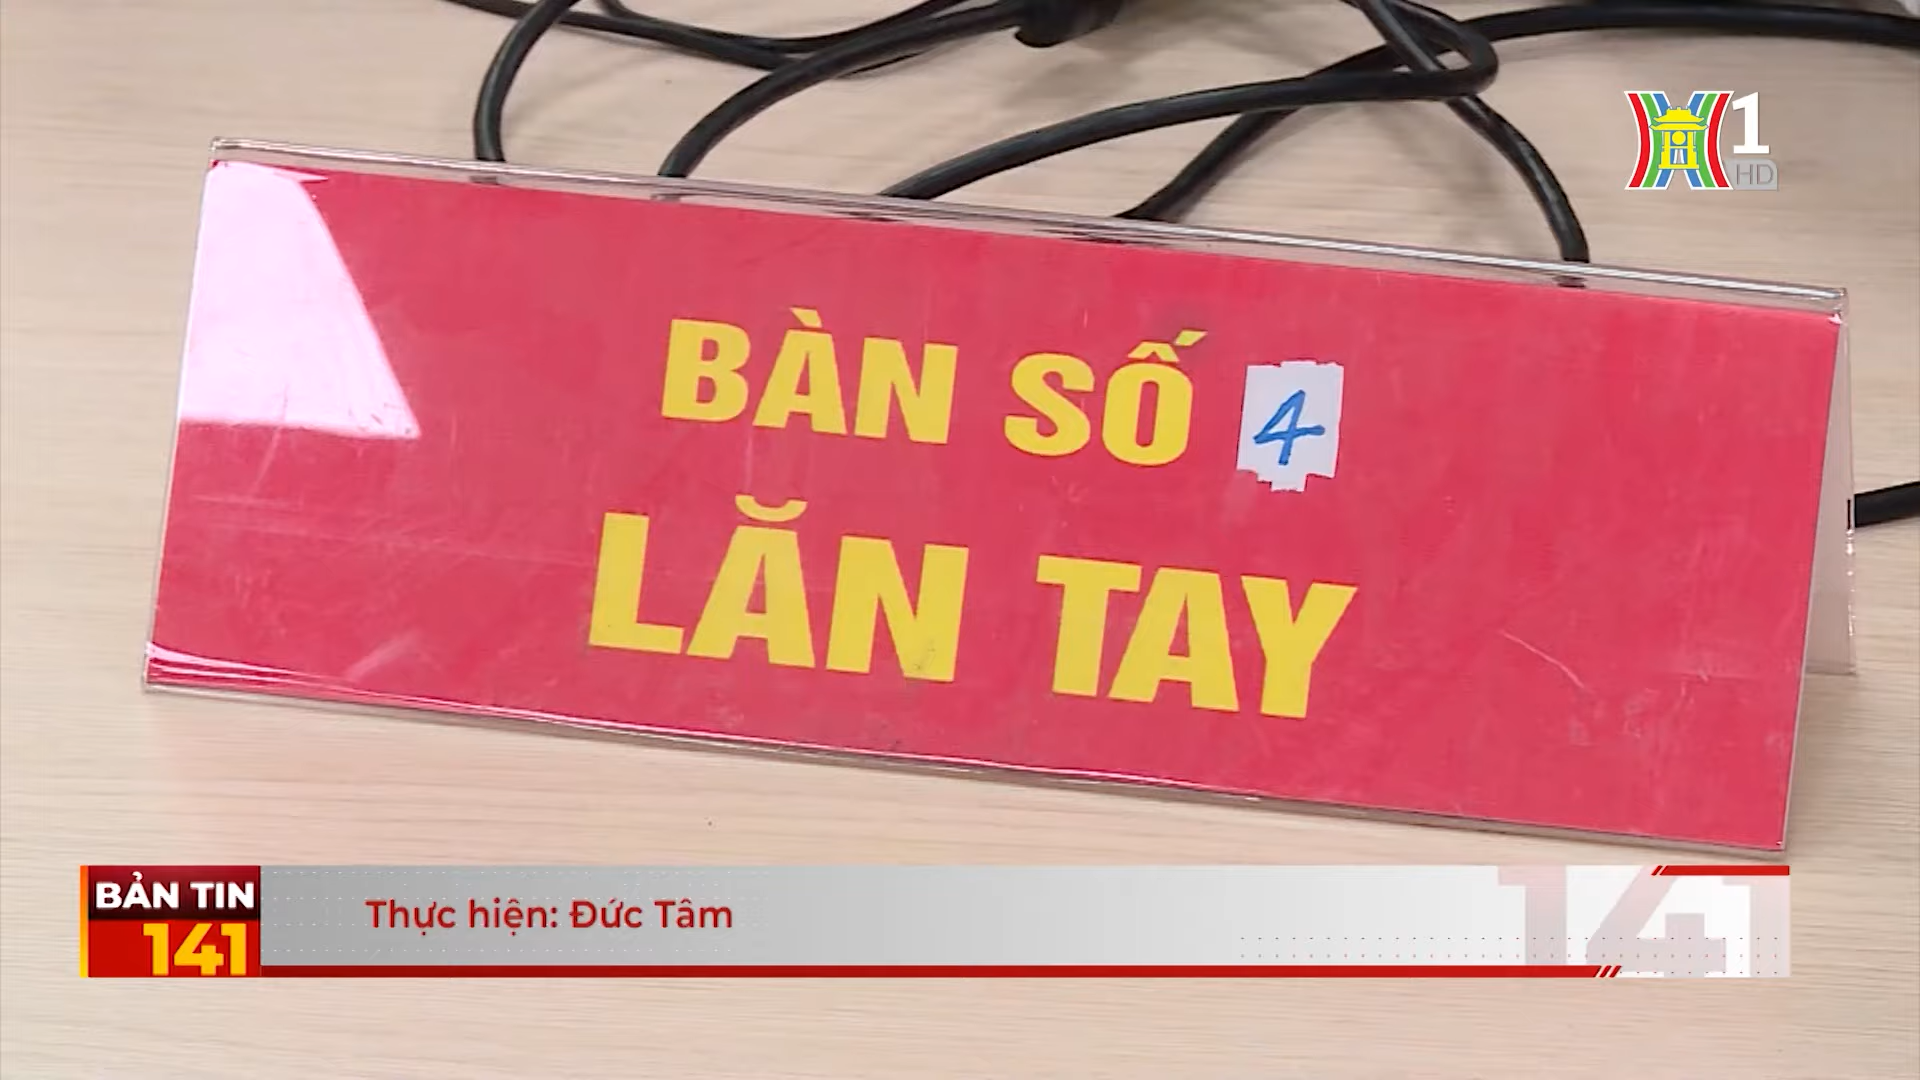 1
HD
BÀN SỐ 4
LĂN TAY
BẢN TIN
141
Thực hiện: Đức Tâm
141